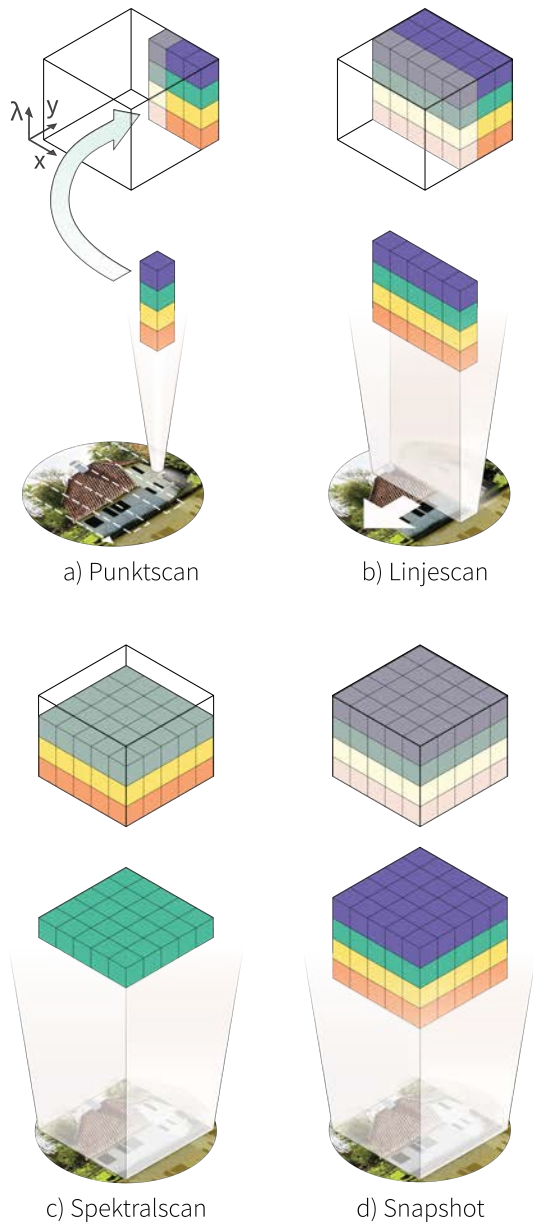 λ
y
x
a) Punktscan
b) Linjescan
c) Spektralscan
d) Snapshot